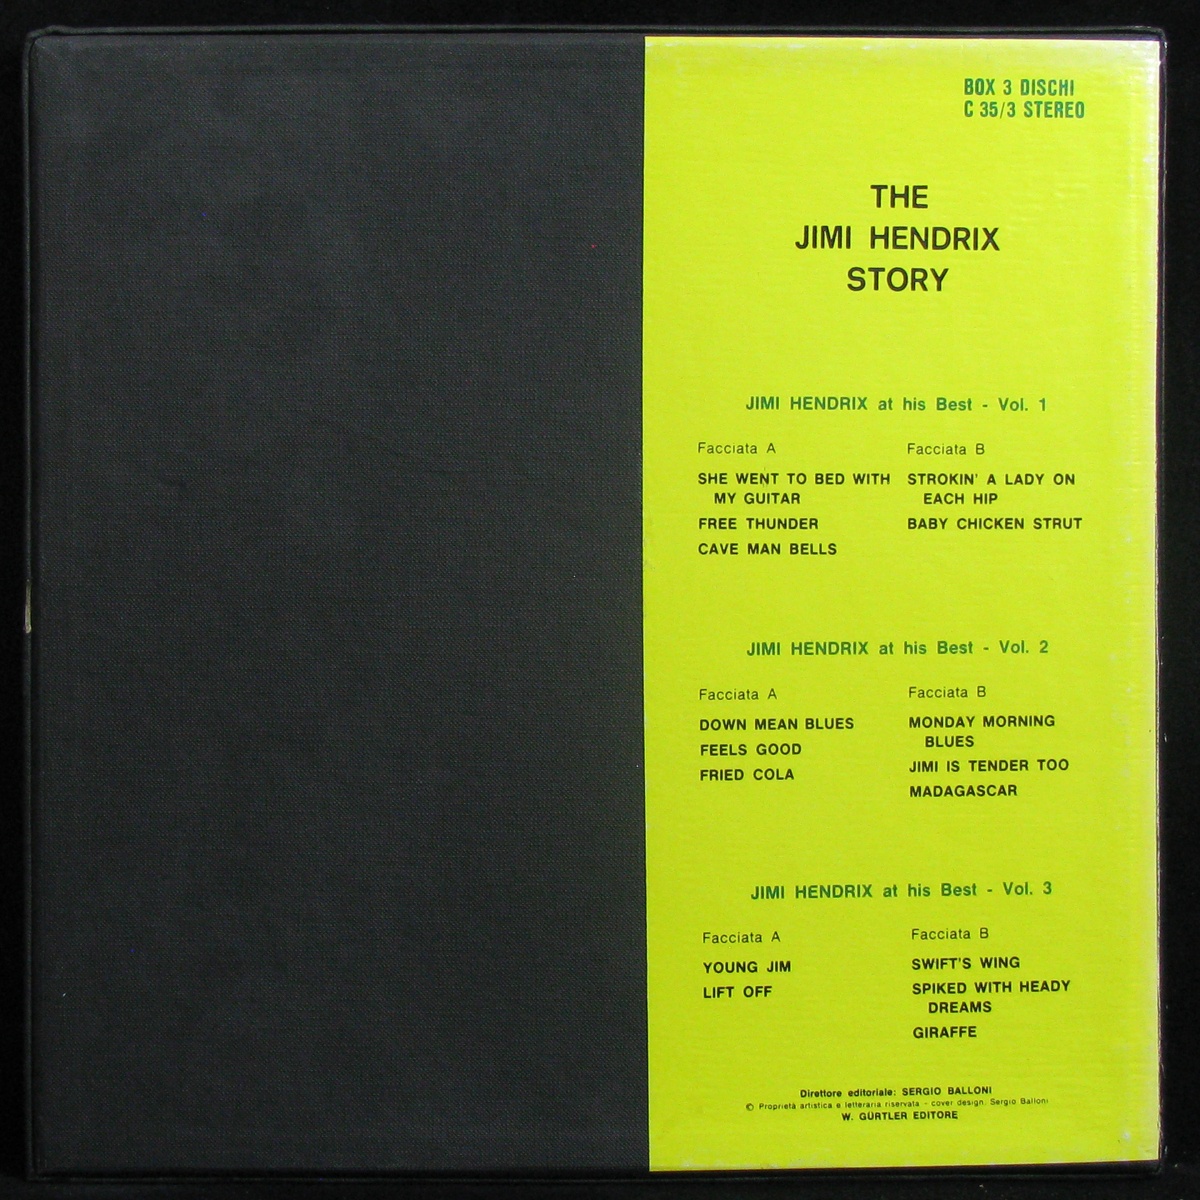 BOX 3 DISCHI
C 35/3 STEREO
THE
JIMI HENDRIX
STORY
JIMI HENDRIX at his Best - Vol. 1
Facciata A
SHE WENT TO BED WITH
MY GUITAR
FREE THUNDER
CAVE MAN BELLS
Facciata B
STROKIN' A LADY ON
EACH HIP
BABY CHICKEN STRUT
JIMI HENDRIX at his Best - Vol. 2
Facciata A
DOWN MEAN BLUES
FEELS GOOD
FRIED COLA
Facciata B
MONDAY MORNING
BLUES
JIMI IS TENDER TOO
MADAGASCAR
JIMI HENDRIX at his Best - Vol. 3
Facciata A
YOUNG JIM
LIFT OFF
Facciata B
SWIFT'S WING
SPIKED WITH HEADY
DREAMS
GIRAFFE
Direttore editoriale: SERGIO BALLONI
© Proprietà artistica e letteraria riservata - cover design: Sergio Balloni
W. GÜRTLER EDITORE